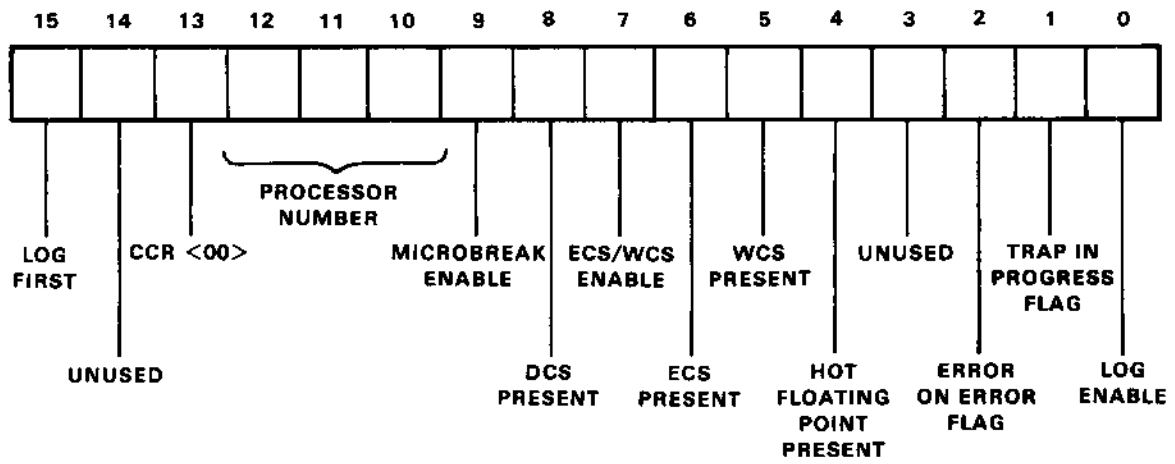 15 14 13 12 11 10 9 8 7 6 5 4 3 2 1 0
PROCESSOR
NUMBER
LOG
FIRST
CCR <00>
MICROBREAK
ENABLE
ECS/WCS
ENABLE
WCS
PRESENT
UNUSED
TRAP IN
PROGRESS
FLAG
UNUSED
DCS
PRESENT
ECS
PRESENT
HOT
FLOATING
POINT
PRESENT
ERROR
ON ERROR
FLAG
LOG
ENABLE